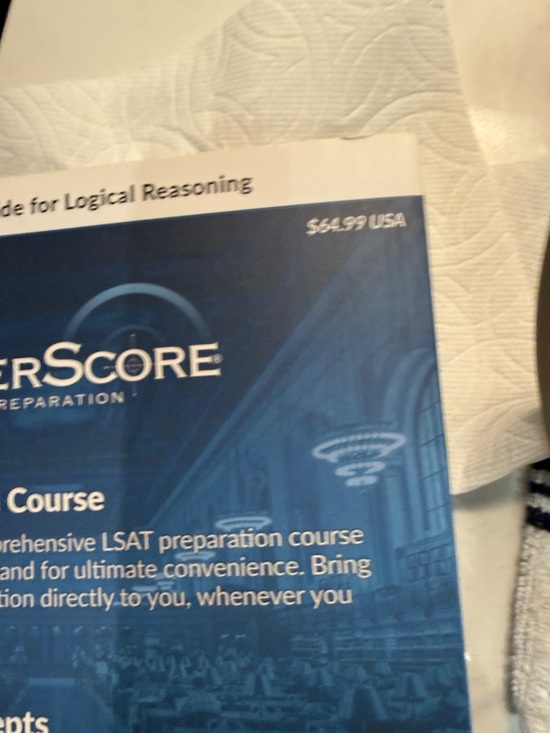 de for Logical Reasoning
$64.99 USA
ERSCORE®
REPARATION
Course
prehensive LSAT preparation course
and for ultimate convenience. Bring
tion directly to you, whenever you
epts